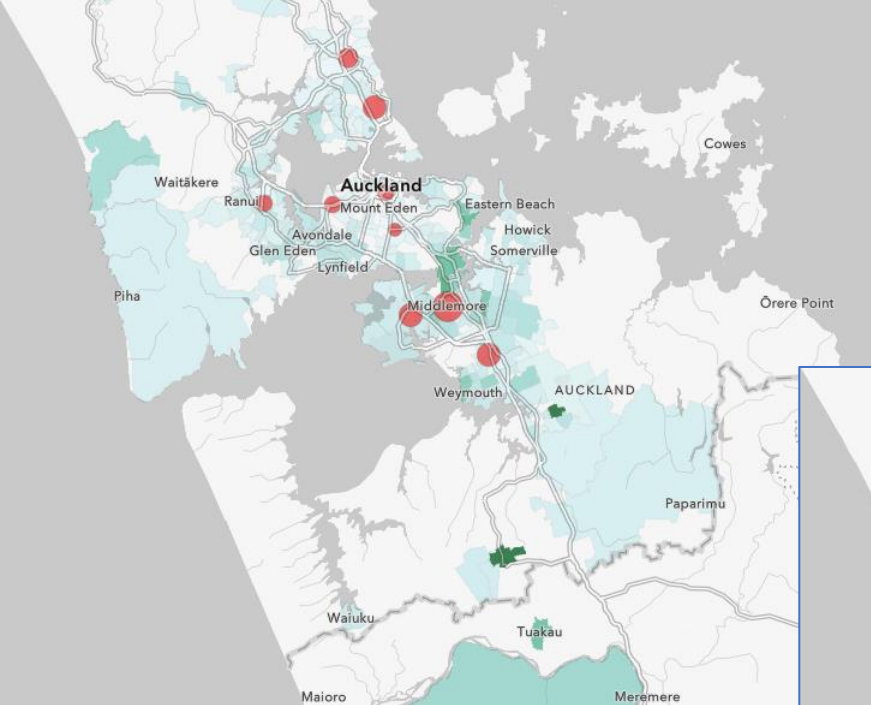 Cowes
Waitākere
Auckland
Ranui
Mount Eden
Eastern Beach
Avondale
Howick
Glen Eden
Somerville
Lynfield
Piha
Middlemore
Ōrere Point
Weymouth
AUCKLAND
Paparimu
Waiuku
Tuakau
Maioro
Meremere